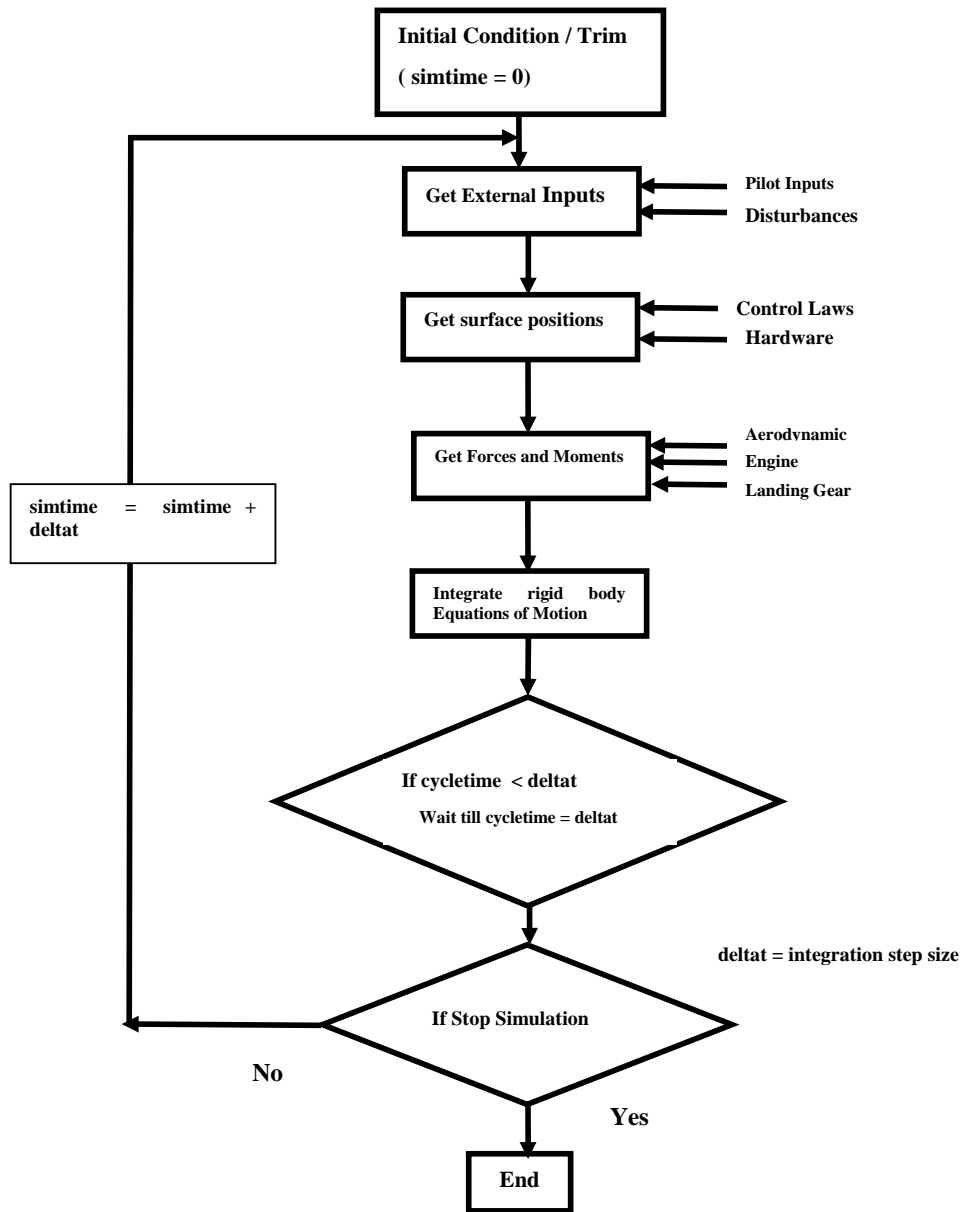 Initial Condition / Trim
( simtime = 0)
Get External Inputs
Pilot Inputs
Disturbances
Get surface positions
Control Laws
Hardware
Get Forces and Moments
Aerodynamic
Engine
Landing Gear
simtime = simtime +
deltat
Integrate rigid body
Equations of Motion
If cycletime < deltat
Wait till cycletime = deltat
deltat = integration step size
If Stop Simulation
No
Yes
End